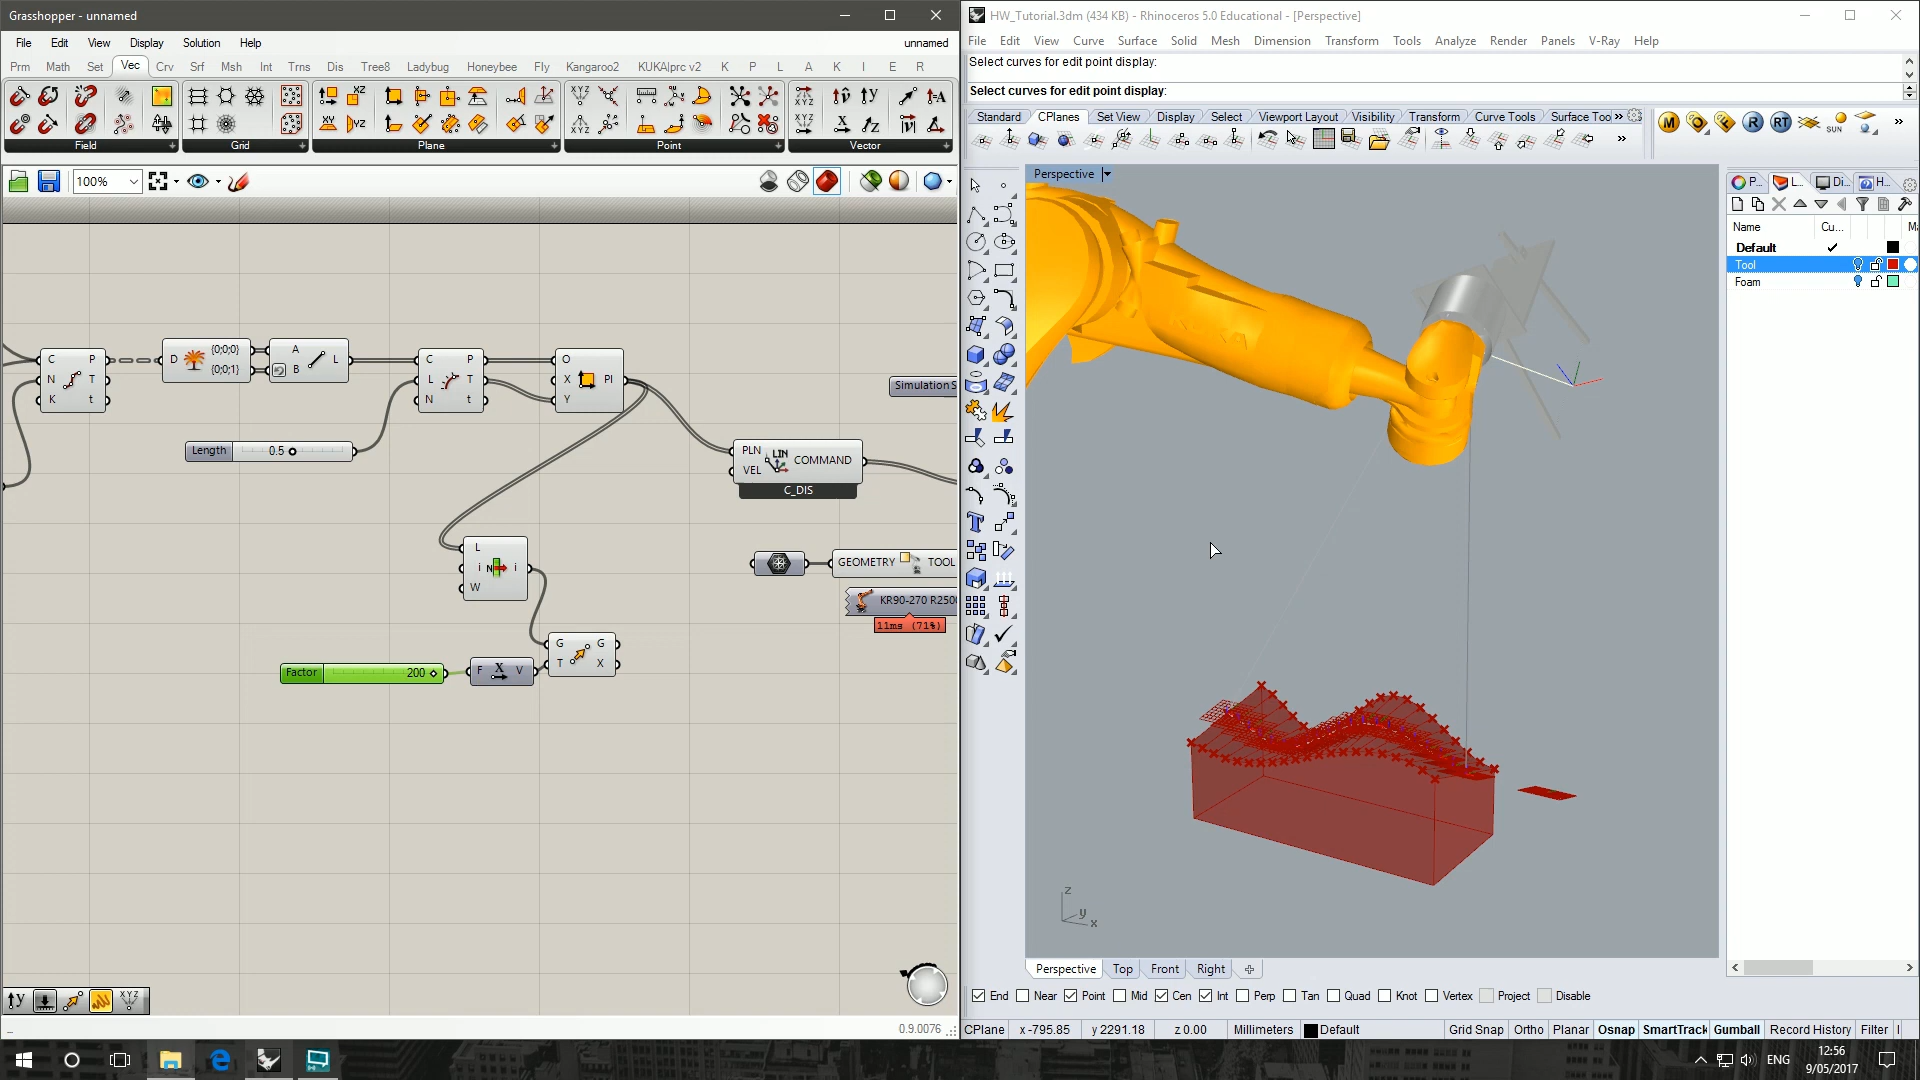 Grasshopper - unnamed
File Edit View Display Solution Help
unnamed
Prm Math Set Vec Crv Srf Msh Int Trns Dis Tree8 Ladybug Honeybee Fly Kangaroo2 KUKA|prc v2 K P L A K I E R
Field Grid Plane Point Vector
100%
C P
N T
K t
D {0;0;0}
{0;0;1}
A L
B
C P
L T
N t
O
X Pl
Y
Length 0.5
PLN LIN COMMAND
VEL
C_DIS
Simulation S
L
i N i
W
GEOMETRY TOOL
KR90-270 R250
11ms (71%)
G G
T X
Factor 200
F X V
0.9.0076
HW_Tutorial.3dm (434 KB) - Rhinoceros 5.0 Educational - [Perspective]
File Edit View Curve Surface Solid Mesh Dimension Transform Tools Analyze Render Panels V-Ray Help
Select curves for edit point display:
Select curves for edit point display:
Standard CPlanes Set View Display Select Viewport Layout Visibility Transform Curve Tools Surface Too
M R RT SUN
Perspective
P... L... Di... H...
Name Cu... M
Default
Tool
Foam
z
y
x
Perspective Top Front Right
End Near Point Mid Cen Int Perp Tan Quad Knot Vertex Project Disable
CPlane x -795.85 y 2291.18 z 0.00 Millimeters Default Grid Snap Ortho Planar Osnap SmartTrack Gumball Record History Filter
ENG
12:56
9/05/2017